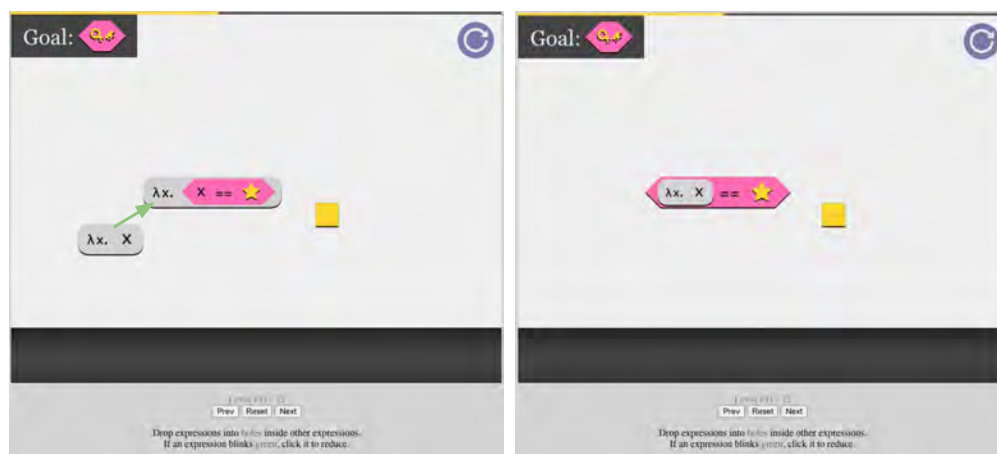 Goal:
λx. X == 
λx. X
Prev Reset Next
Drop expressions into holes inside other expressions.
If an expression blinks green, click it to reduce.
Goal:
λx. X ==
Prev Reset Next
Drop expressions into holes inside other expressions.
If an expression blinks green, click it to reduce.